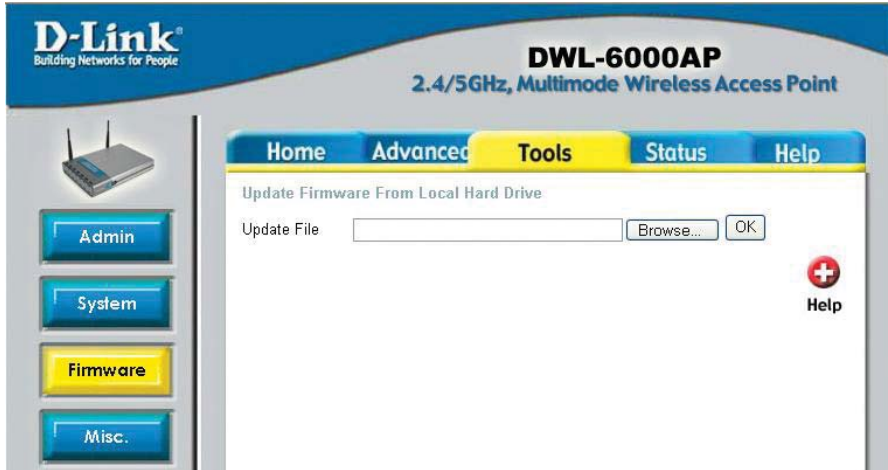 D-Link®
Building Networks for People
DWL-6000AP
2.4/5GHz, Multimode Wireless Access Point
Home Advanced Tools Status Help
Update Firmware From Local Hard Drive
Update File Browse... OK
Help
Admin
System
Firmware
Misc.